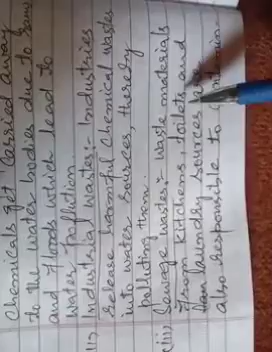 Chemicals get carried away
to the water bodies due to
and floods which lead to
water pollution.
ii) Industrial wastes:- Industries
release harmful chemical wastes
into water sources, thereby
polluting them.
iii) Sewage wastes:- waste materials
from kitchens, toilets and
laundry sources are
also responsible to